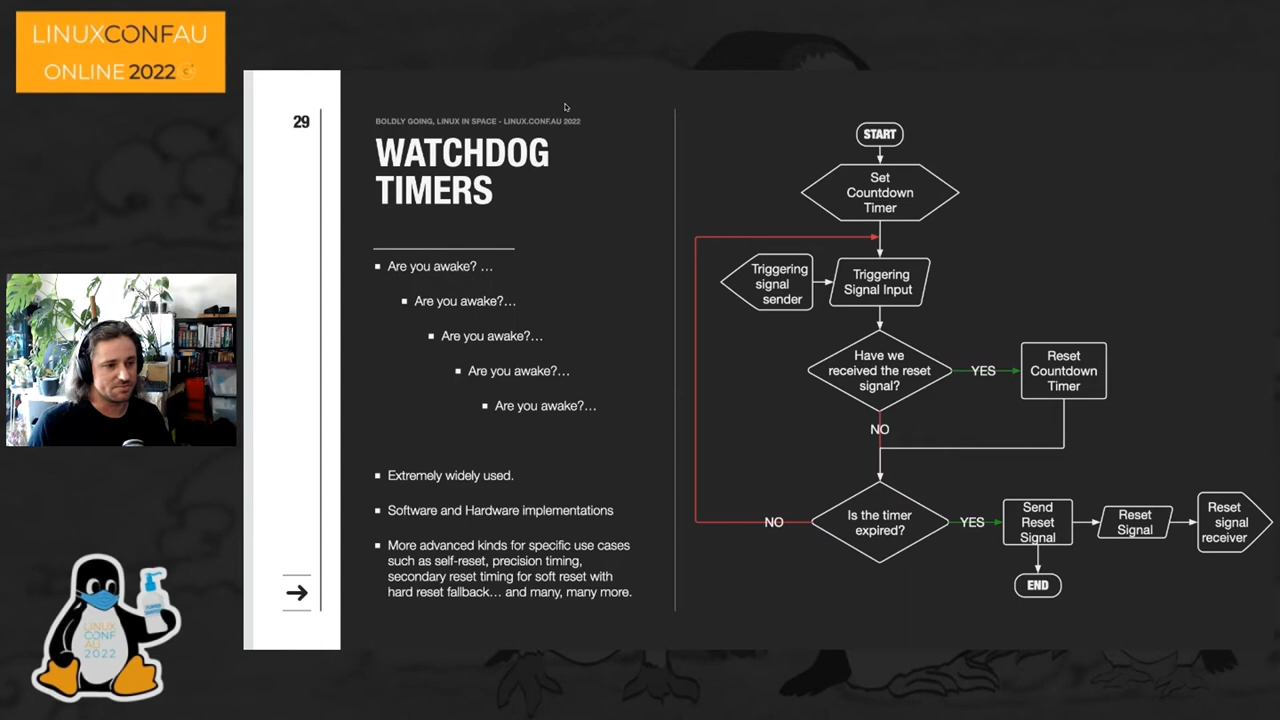 LINUXCONFAU
ONLINE 2022
29
BOLDLY GOING, LINUX IN SPACE - LINUX.CONF.AU 2022
WATCHDOG
TIMERS
Are you awake? …
Are you awake?…
Are you awake?…
Are you awake?…
Are you awake?…
Extremely widely used.
Software and Hardware implementations
More advanced kinds for specific use cases
such as self-reset, precision timing,
secondary reset timing for soft reset with
hard reset fallback… and many, many more.
START
Set
Countdown
Timer
Triggering
signal
sender
Triggering
Signal Input
Have we
received the reset
signal?
YES
Reset
Countdown
Timer
NO
NO
Is the timer
expired?
YES
Send
Reset
Signal
Reset
Signal
Reset
signal
receiver
END
LINUX
CONF
AU
2022